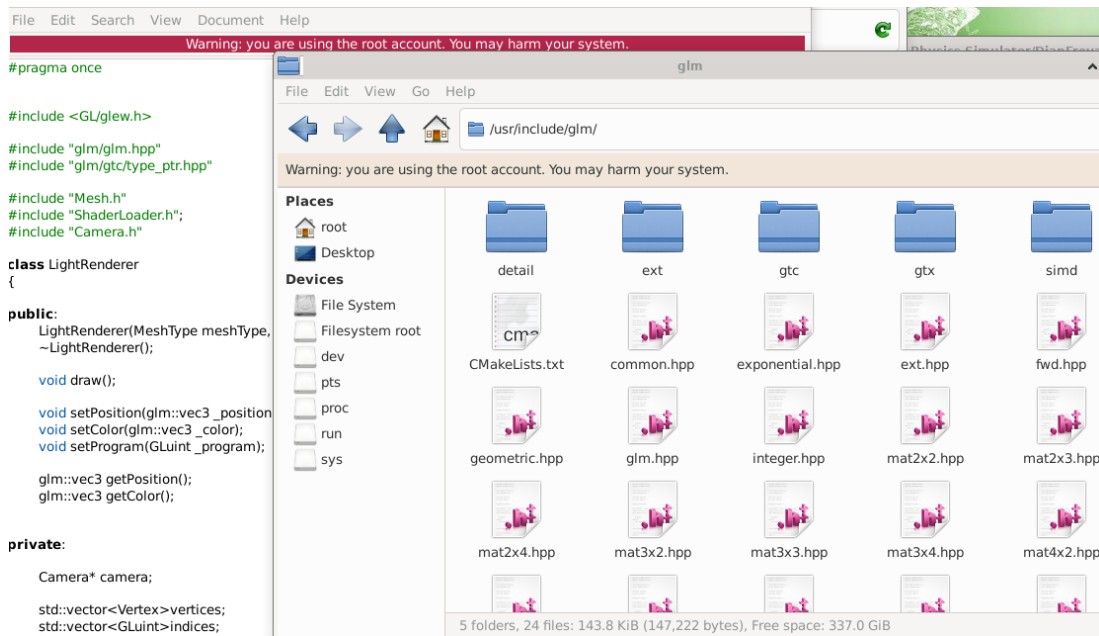 File Edit Search View Document Help
Warning: you are using the root account. You may harm your system.
#pragma once
#include <GL/glew.h>
#include "glm/glm.hpp"
#include "glm/gtc/type_ptr.hpp"
#include "Mesh.h"
#include "ShaderLoader.h";
#include "Camera.h"
class LightRenderer
{
public:
LightRenderer(MeshType meshType,
~LightRenderer();
void draw();
void setPosition(glm::vec3 _position
void setColor(glm::vec3 _color);
void setProgram(GLuint _program);
glm::vec3 getPosition();
glm::vec3 getColor();
private:
Camera* camera;
std::vector<Vertex>vertices;
std::vector<GLuint>indices;
glm
File Edit View Go Help
/usr/include/glm/
Warning: you are using the root account. You may harm your system.
Places
root
Desktop
Devices
File System
Filesystem root
dev
pts
proc
run
sys
detail ext gtc gtx simd
cma
CMakeLists.txt common.hpp exponential.hpp ext.hpp fwd.hpp
geometric.hpp glm.hpp integer.hpp mat2x2.hpp mat2x3.hpp
mat2x4.hpp mat3x2.hpp mat3x3.hpp mat3x4.hpp mat4x2.hpp
5 folders, 24 files: 143.8 KiB (147,222 bytes), Free space: 337.0 GiB